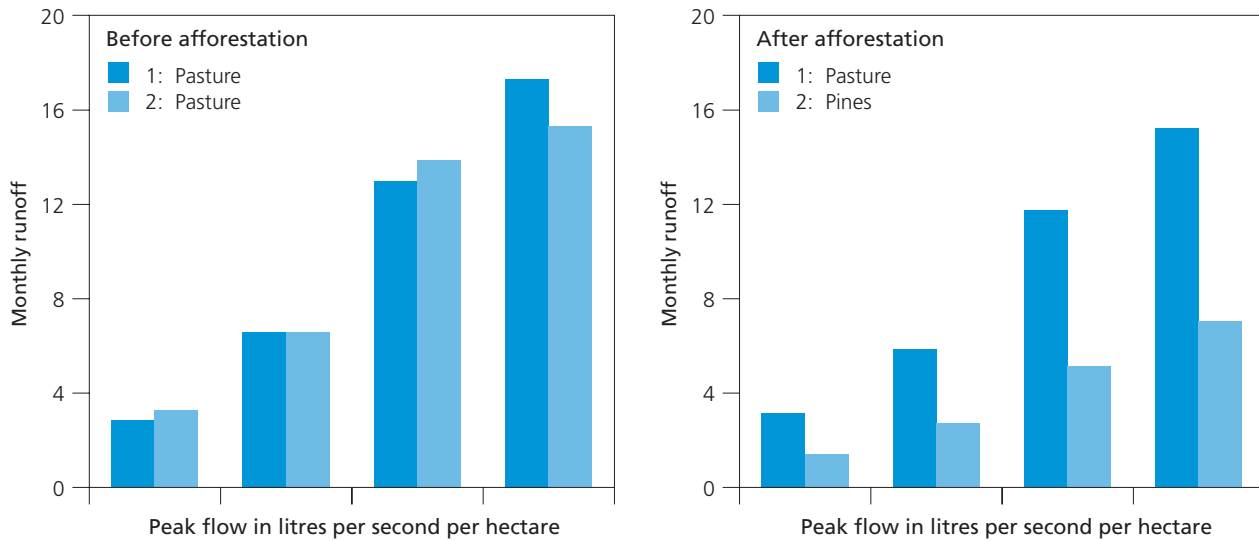 Before afforestation
1: Pasture
2: Pasture
20
16
12
8
4
0
Monthly runoff
Peak flow in litres per second per hectare
After afforestation
1: Pasture
2: Pines
20
16
12
8
4
0
Monthly runoff
Peak flow in litres per second per hectare